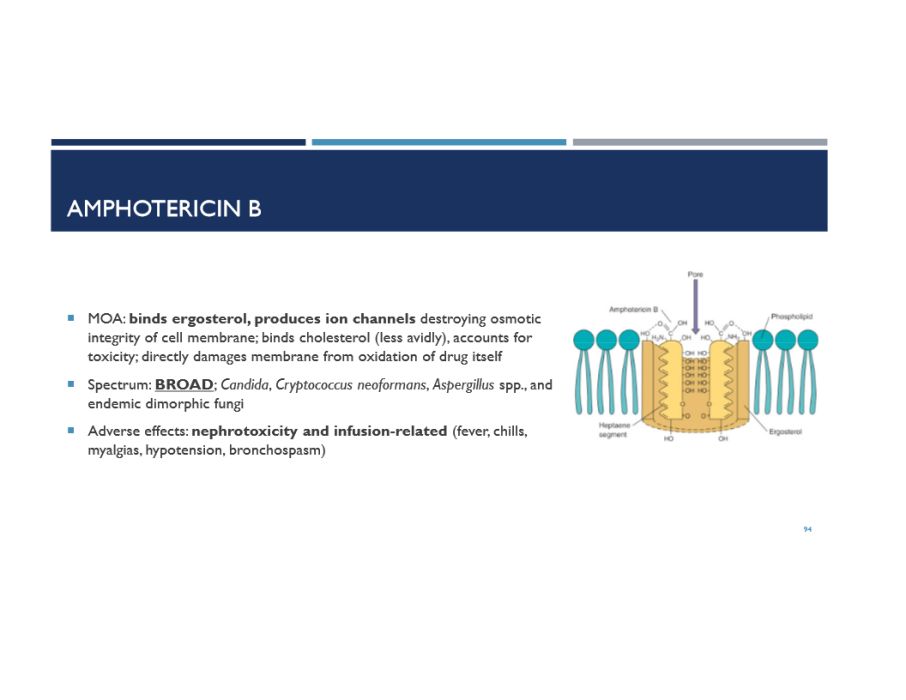 AMPHOTERICIN B
MOA: binds ergosterol, produces ion channels destroying osmotic
integrity of cell membrane; binds cholesterol (less avidly), accounts for
toxicity; directly damages membrane from oxidation of drug itself
Spectrum: BROAD; Candida, Cryptococcus neoformans, Aspergillus spp., and
endemic dimorphic fungi
Adverse effects: nephrotoxicity and infusion-related (fever, chills,
myalgias, hypotension, bronchospasm)
Pore
Amphotericin B
Phospholipid
O OH HO O
HO C C OH
H₂N OH HO NH₂
OH HO
OH HO
OH HO
OH HO
OH HO
Heptaene
segment
HO OH
Ergosterol
94